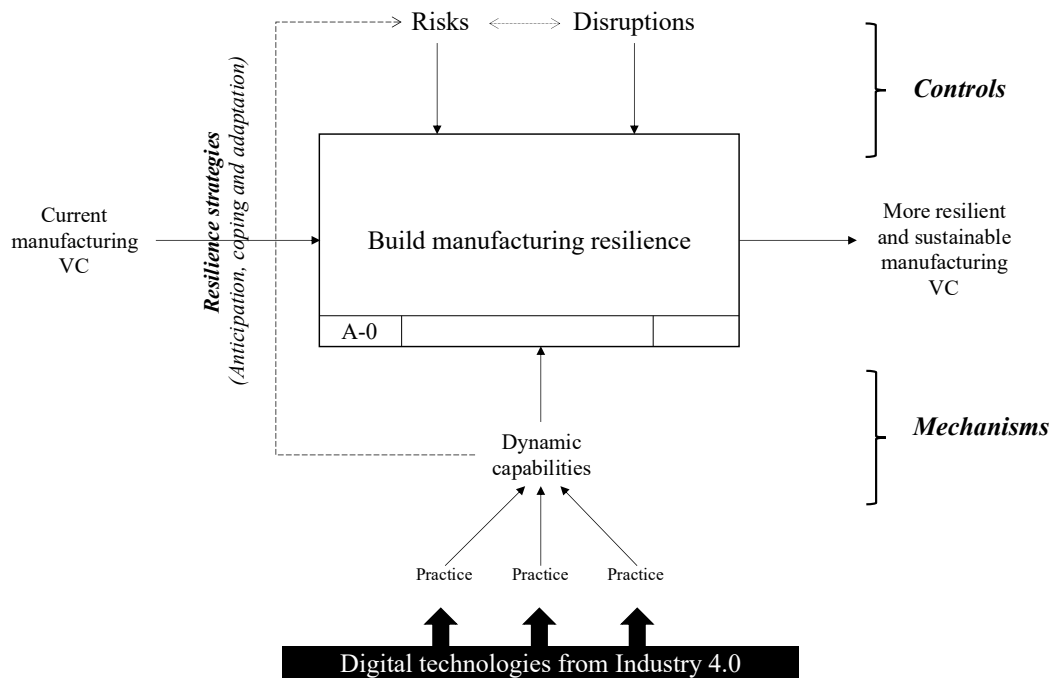 Risks
Disruptions
Controls
Resilience strategies
(Anticipation, coping and adaptation)
Current
manufacturing
VC
Build manufacturing resilience
More resilient
and sustainable
manufacturing
VC
A-0
Mechanisms
Dynamic
capabilities
Practice
Practice
Practice
Digital technologies from Industry 4.0